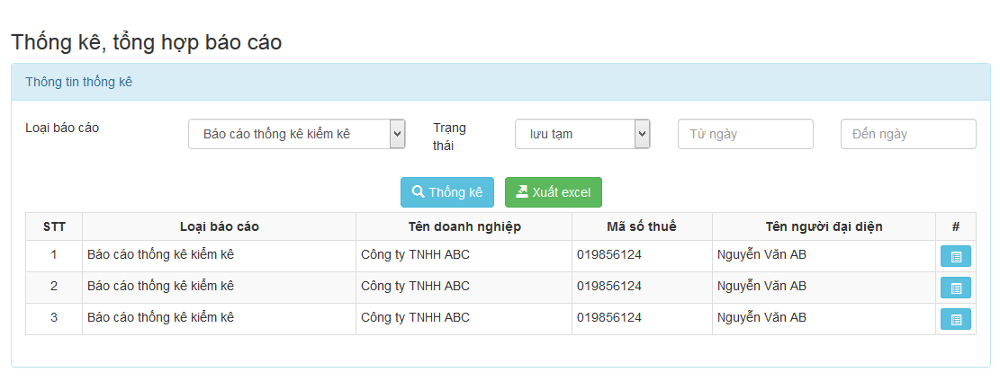 Thống kê, tổng hợp báo cáo
Thông tin thống kê
Loại báo cáo Báo cáo thống kê kiểm kê Trạng thái lưu tạm Từ ngày Đến ngày
Thống kê Xuất excel
STT Loại báo cáo Tên doanh nghiệp Mã số thuế Tên người đại diện #
1 Báo cáo thống kê kiểm kê Công ty TNHH ABC 019856124 Nguyễn Văn AB
2 Báo cáo thống kê kiểm kê Công ty TNHH ABC 019856124 Nguyễn Văn AB
3 Báo cáo thống kê kiểm kê Công ty TNHH ABC 019856124 Nguyễn Văn AB